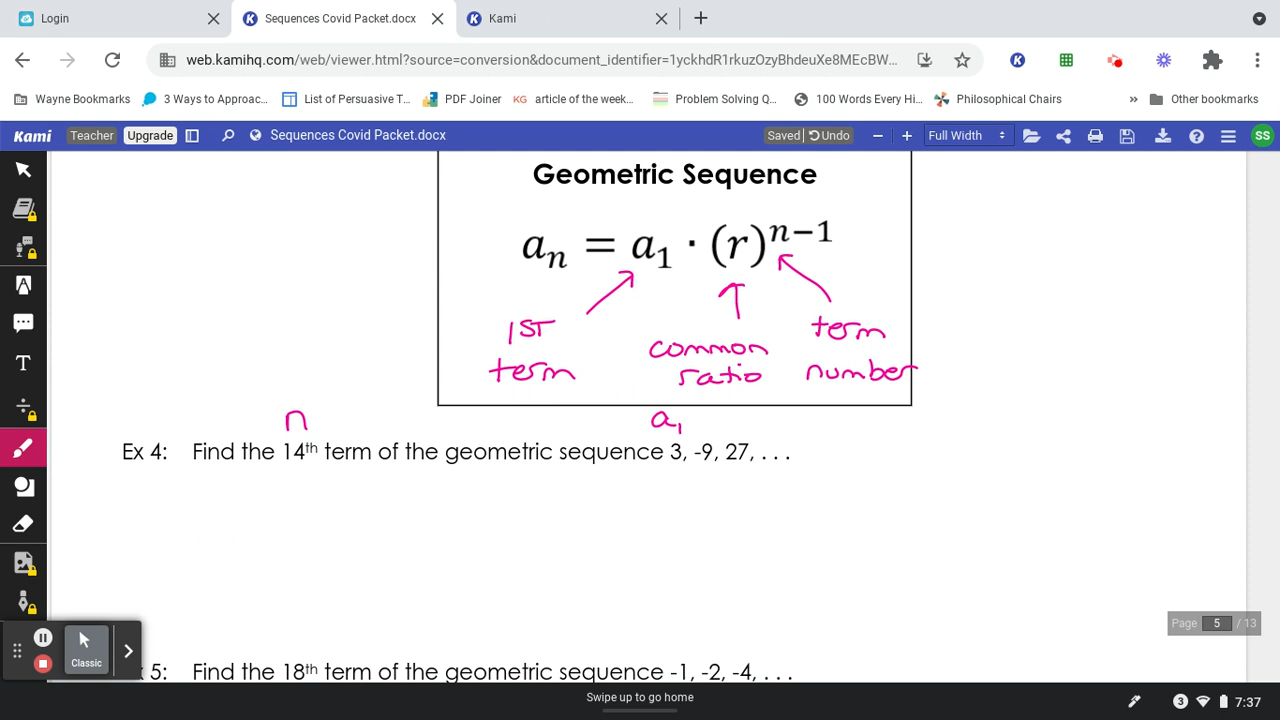 Login
Sequences Covid Packet.docx
Kami
web.kamihq.com/web/viewer.html?source=conversion&document_identifier=1yckhdR1rkuzOzyBhdeuXe8MEcBW...
Wayne Bookmarks
3 Ways to Approac...
List of Persuasive T...
PDF Joiner
KG article of the week...
Problem Solving Q...
100 Words Every Hi...
Philosophical Chairs
»
Other bookmarks
Kami
Teacher
Upgrade
Sequences Covid Packet.docx
Saved
Undo
Full Width
SS
Geometric Sequence
aₙ = a₁ · (r)ⁿ⁻¹
1ST term
common ratio
term number
n
a₁
Ex 4: Find the 14th term of the geometric sequence 3, -9, 27, . . .
Page 5 / 13
Classic
5: Find the 18th term of the geometric sequence -1, -2, -4, . . .
Swipe up to go home
3
7:37